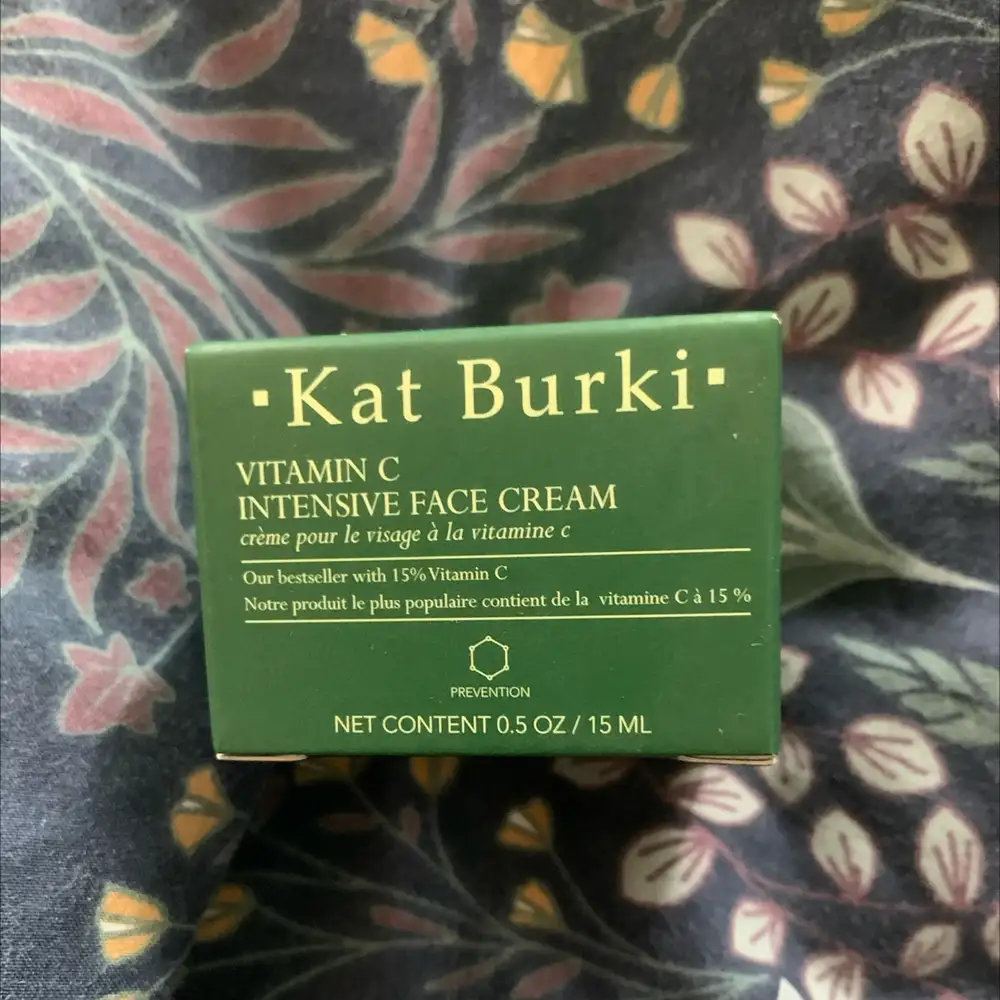 ·Kat Burki·
VITAMIN C
INTENSIVE FACE CREAM
crème pour le visage à la vitamine c
Our bestseller with 15% Vitamin C
Notre produit le plus populaire contient de la vitamine C à 15 %
PREVENTION
NET CONTENT 0.5 OZ / 15 ML